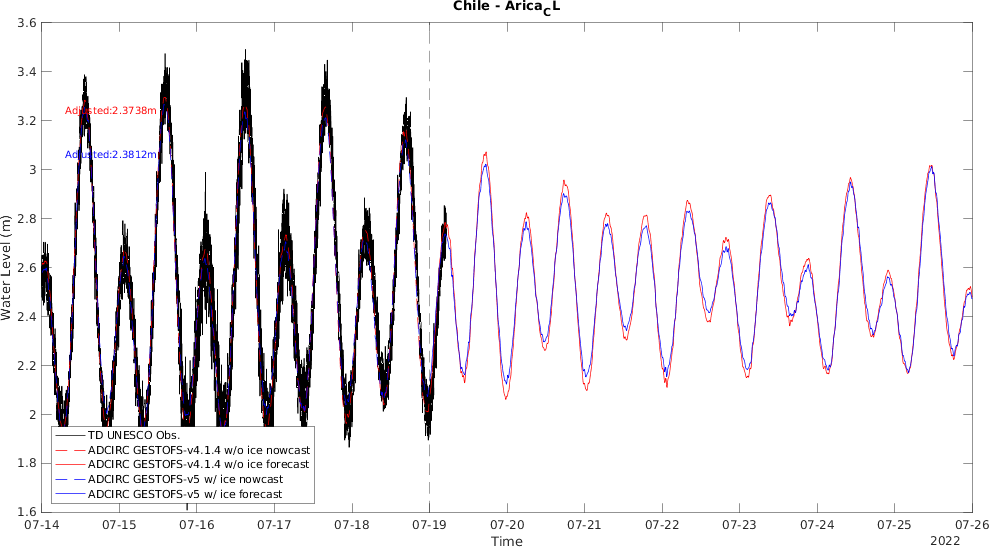 Chile - Arica_CL
3.6
3.4
3.2
3
2.8
2.6
2.4
2.2
2
1.8
1.6
Water Level (m)
Adjusted:2.3738m
Adjusted:2.3812m
TD UNESCO Obs.
ADCIRC GESTOFS-v4.1.4 w/o ice nowcast
ADCIRC GESTOFS-v4.1.4 w/o ice forecast
ADCIRC GESTOFS-v5 w/ ice nowcast
ADCIRC GESTOFS-v5 w/ ice forecast
07-14 07-15 07-16 07-17 07-18 07-19 07-20 07-21 07-22 07-23 07-24 07-25 07-26
Time
2022